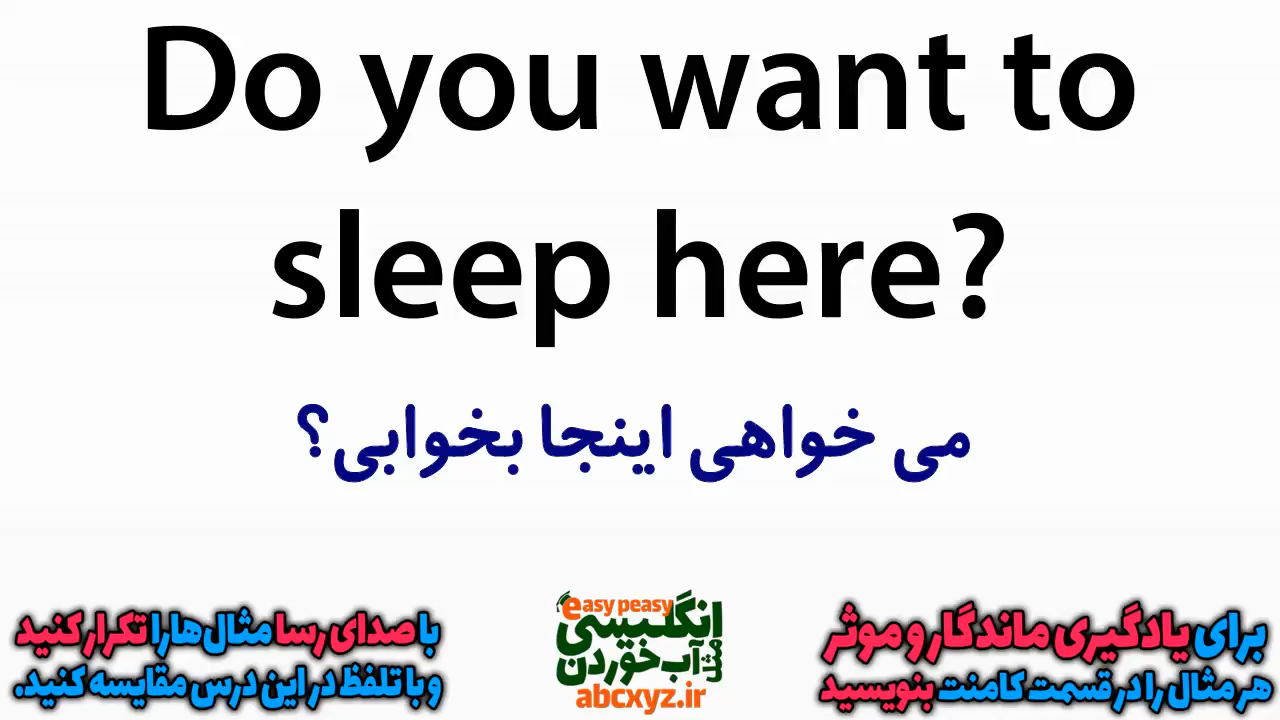 Do you want to
sleep here?
می خواهی اینجا بخوابی؟
برای یادگیری ماندگار و موثر
هر مثال را در قسمت کامنت بنویسید
easy peasy
انگلیسی
مثل آب خوردن
abcxyz.ir
با صدای رسا مثال‌ها را تکرار کنید
و با تلفظ در این درس مقایسه کنید.